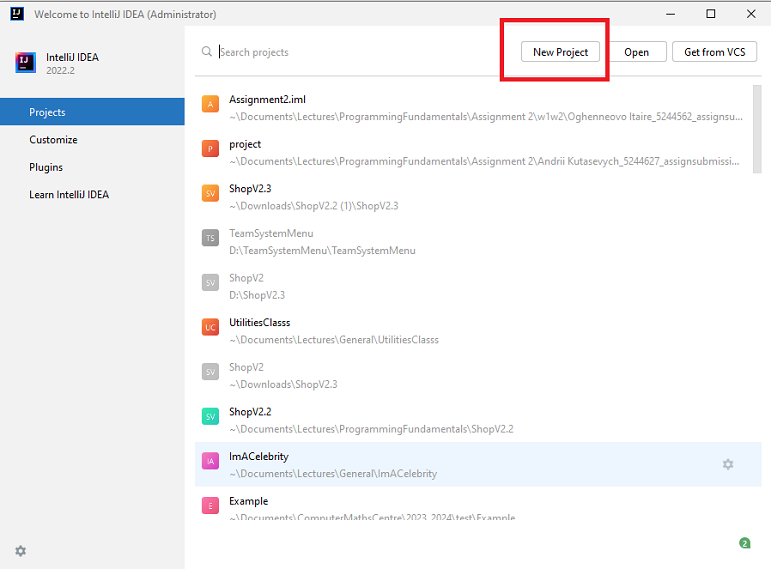 Welcome to IntelliJ IDEA (Administrator)
IntelliJ IDEA
2022.2
Search projects
New Project
Open
Get from VCS
Projects
Customize
Plugins
Learn IntelliJ IDEA
A
Assignment2.iml
~\Documents\Lectures\ProgrammingFundamentals\Assignment 2\w1w2\Oghenneovo Itaire_5244562_assignsu...
P
project
~\Documents\Lectures\ProgrammingFundamentals\Assignment 2\Andrii Kutasevych_5244627_assignsubmissio...
SV
ShopV2.3
~\Downloads\ShopV2.2 (1)\ShopV2.3
TS
TeamSystemMenu
D:\TeamSystemMenu\TeamSystemMenu
SV
ShopV2
D:\ShopV2.3
UC
UtilitiesClasss
~\Documents\Lectures\General\UtilitiesClasss
SV
ShopV2
~\Downloads\ShopV2.3
SV
ShopV2.2
~\Documents\Lectures\ProgrammingFundamentals\ShopV2.2
IA
ImACelebrity
~\Documents\Lectures\General\ImACelebrity
E
Example
~\Documents\ComputerMathsCentre\2023_2024\test\Example
2